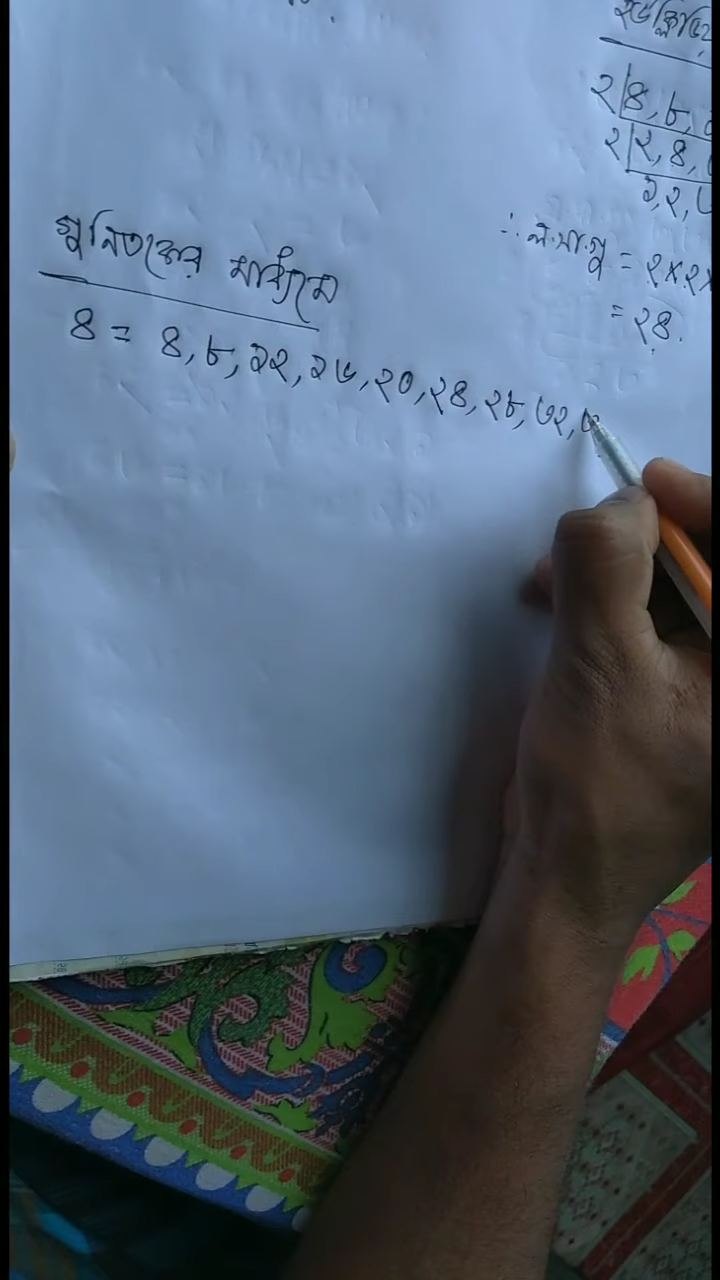 গুনিতকের মাধ্যমে
৪ = ৪, ৮, ১২, ১৬, ২০, ২৪, ২৮, ৩২, ৩
২ ৪, ৮,
২ ২, ৪,
১, ২,
∴ ল.সা.গু = ২×২×
= ২৪.